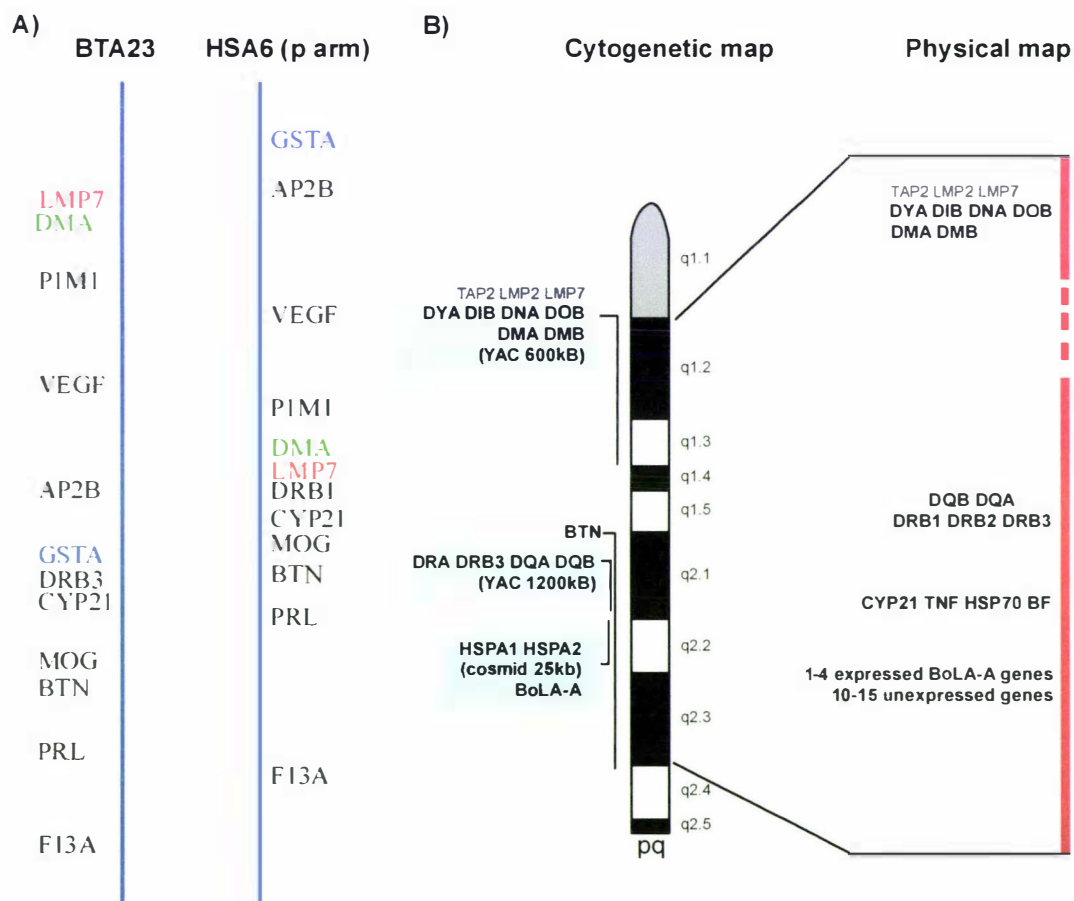 A)
BTA23
HSA6 (p arm)
LMP7
DMA
PIMI
VEGF
AP2B
GSTA
DRB3
CYP21
MOG
BTN
PRL
F13A
GSTA
AP2B
VEGF
PIMI
DMA
LMP7
DRB1
CYP21
MOG
BTN
PRL
F13A
B)
Cytogenetic map
Physical map
TAP2 LMP2 LMP7
DYA DIB DNA DOB
DMA DMB
(YAC 600kB)
BTN
DRA DRB3 DQA DQB
(YAC 1200kB)
HSPA1 HSPA2
(cosmid 25kb)
BoLA-A
q1.1
q1.2
q1.3
q1.4
q1.5
q2.1
q2.2
q2.3
q2.4
q2.5
pq
TAP2 LMP2 LMP7
DYA DIB DNA DOB
DMA DMB
DQB DQA
DRB1 DRB2 DRB3
CYP21 TNF HSP70 BF
1-4 expressed BoLA-A genes
10-15 unexpressed genes